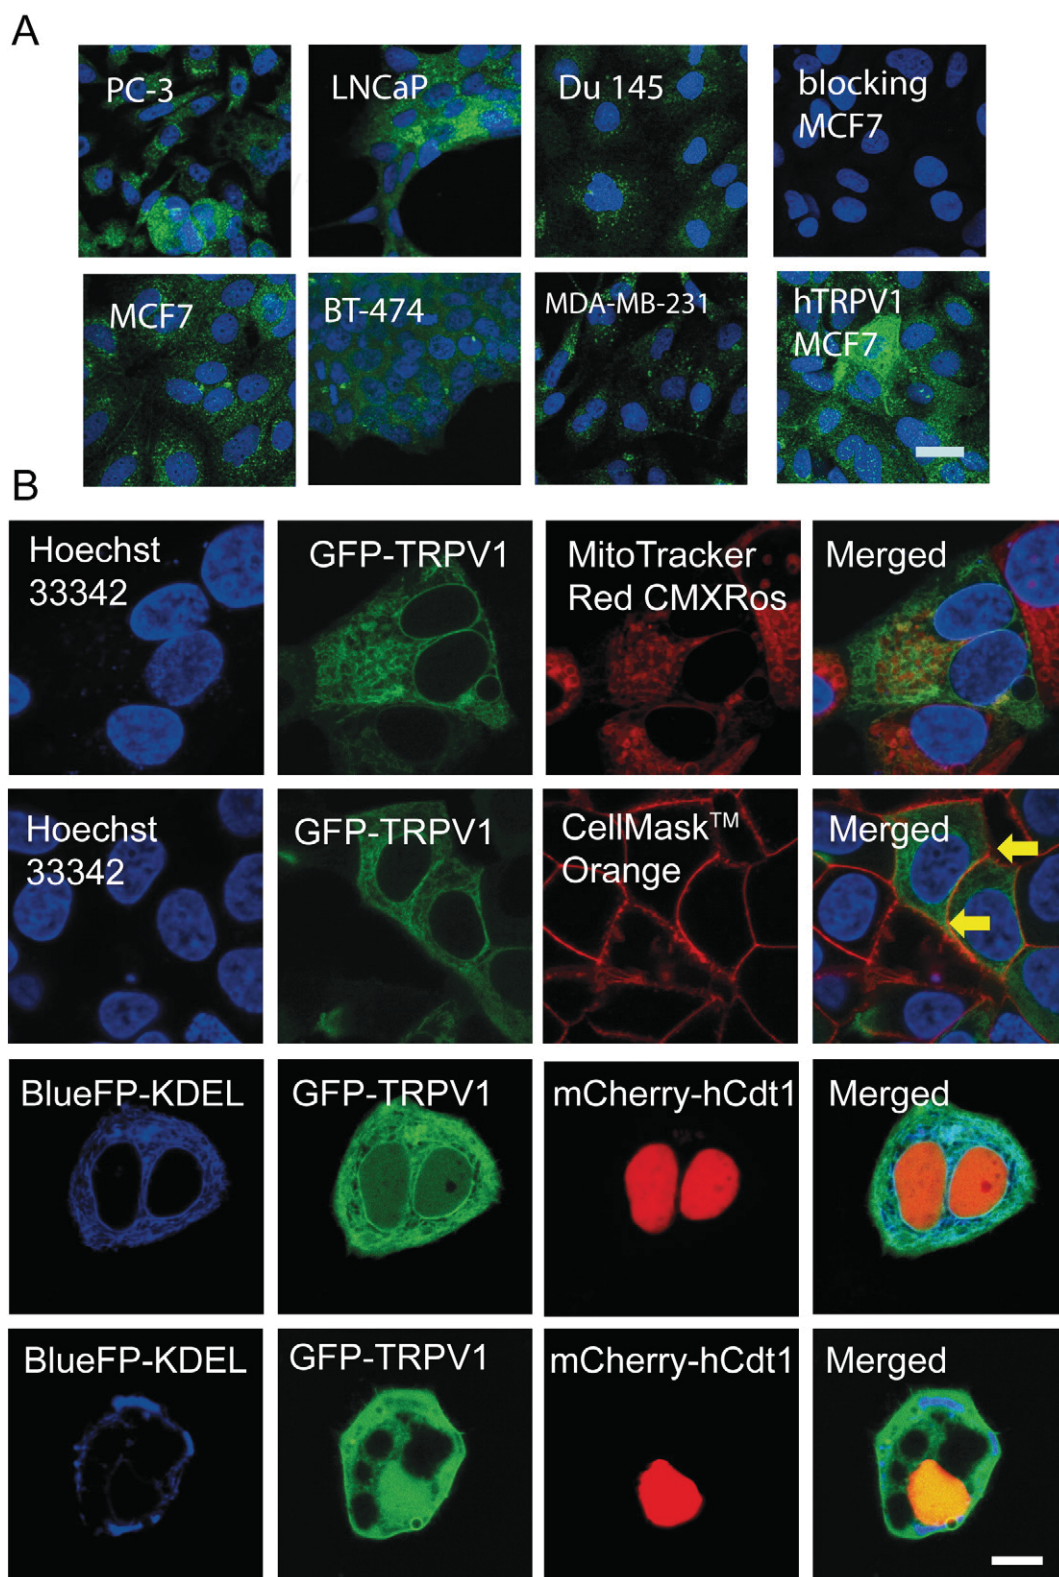 A
PC-3
LNCaP
Du 145
blocking
MCF7
MCF7
BT-474
MDA-MB-231
hTRPV1
MCF7
B
Hoechst
33342
GFP-TRPV1
MitoTracker
Red CMXRos
Merged
Hoechst
33342
GFP-TRPV1
CellMask™
Orange
Merged
BlueFP-KDEL
GFP-TRPV1
mCherry-hCdt1
Merged
BlueFP-KDEL
GFP-TRPV1
mCherry-hCdt1
Merged